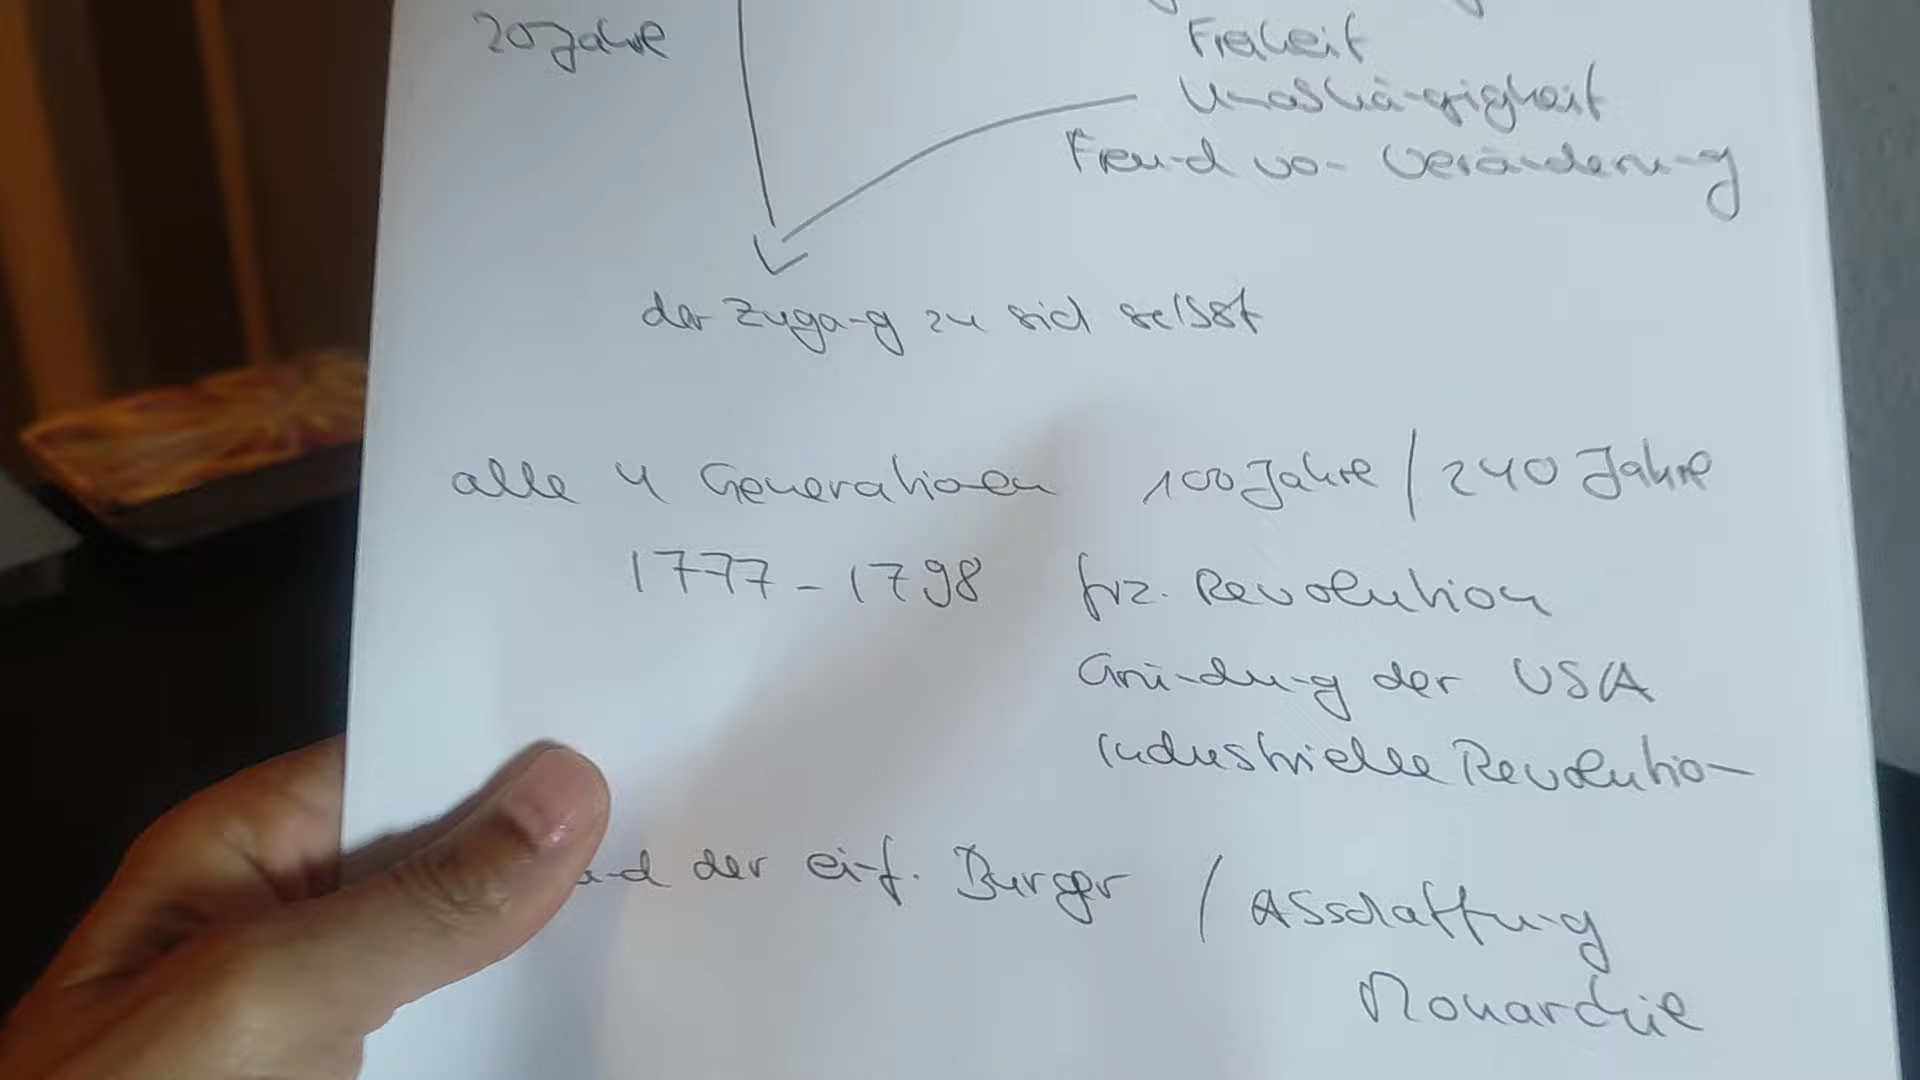 20 Jahre
Freiheit
Unabhängigkeit
Freund von Veränderung
der Zugang zu sich selbst
alle 4 Generationen 100 Jahre / 240 Jahre
1777 - 1798 frz. Revolution
Gründung der USA
Industrielle Revolution
der einf. Bürger / Abschaffung
Monarchie